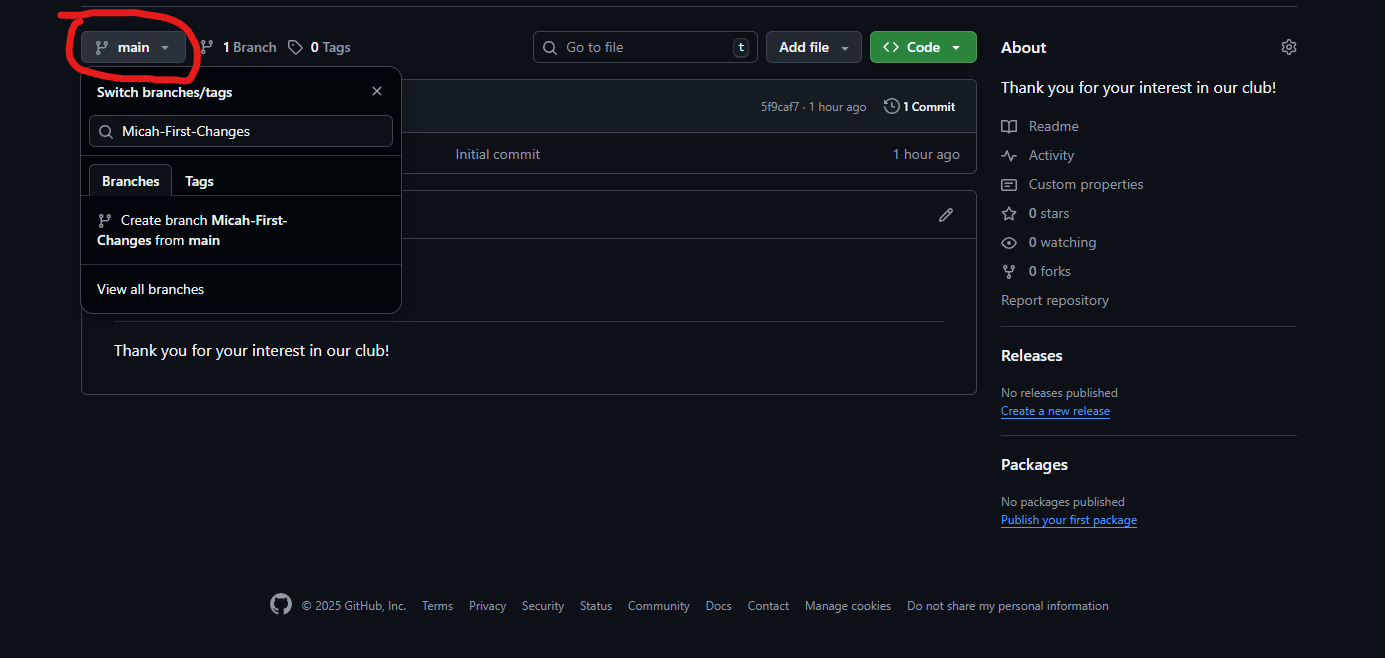 main
1 Branch
0 Tags
Go to file
t
Add file
Code
Switch branches/tags
Micah-First-Changes
Branches
Tags
Create branch Micah-First-
Changes from main
View all branches
5f9caf7 · 1 hour ago
1 Commit
Initial commit
1 hour ago
Thank you for your interest in our club!
About
Thank you for your interest in our club!
Readme
Activity
Custom properties
0 stars
0 watching
0 forks
Report repository
Releases
No releases published
Create a new release
Packages
No packages published
Publish your first package
© 2025 GitHub, Inc.
Terms
Privacy
Security
Status
Community
Docs
Contact
Manage cookies
Do not share my personal information